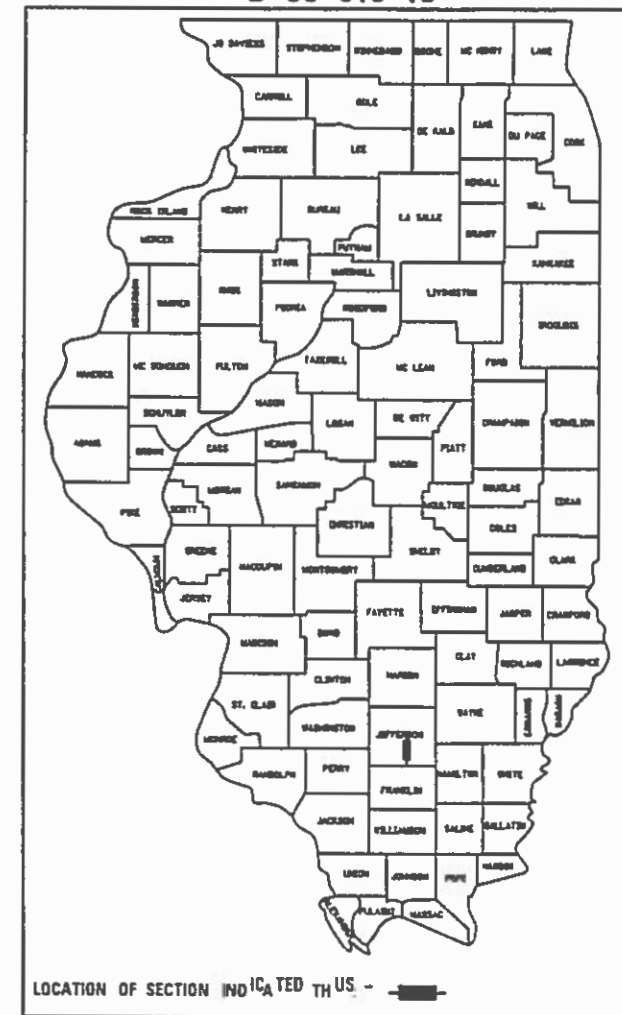 JO DAVIESS STEPHENSON WINNEBAGO BOONE MC HENRY LAKE
CARROLL OGLE DE KALB KANE DU PAGE COOK
WHITESIDE LEE KENDALL WILL
ROCK ISLAND HENRY BUREAU LA SALLE GRUNDY
MERCER PUTNAM KANKAKEE
STARK MARSHALL
HENDERSON WARREN KNOX PEORIA WOODFORD LIVINGSTON IROQUOIS
HANCOCK MC DONOUGH FULTON TAZEWELL MC LEAN FORD
SCHUYLER MASON LOGAN DE WITT CHAMPAIGN VERMILION
ADAMS BROWN CASS MENARD MACON PIATT
PIKE SCOTT MORGAN SANGAMON CHRISTIAN MOULTRIE DOUGLAS EDGAR
COLES
CALHOUN GREENE MACOUPIN MONTGOMERY SHELBY CUMBERLAND CLARK
JERSEY FAYETTE EFFINGHAM JASPER CRAWFORD
MADISON BOND CLAY RICHLAND LAWRENCE
CLINTON MARION
ST. CLAIR WASHINGTON JEFFERSON WAYNE EDWARDS WABASH
MONROE RANDOLPH PERRY HAMILTON WHITE
FRANKLIN
JACKSON WILLIAMSON SALINE GALLATIN
UNION JOHNSON POPE HARDIN
ALEXANDER PULASKI MASSAC
LOCATION OF SECTION INDICATED THUS -